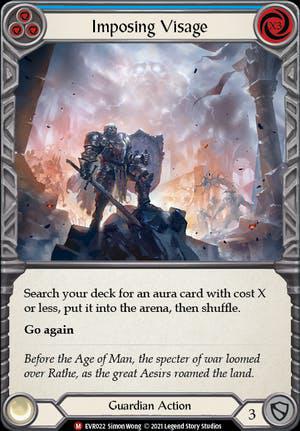 Imposing Visage
X3
Search your deck for an aura card with cost X
or less, put it into the arena, then shuffle.
Go again
Before the Age of Man, the specter of war loomed
over Rathe, as the great Aesirs roamed the land.
Guardian Action
3
M EVR022 Simon Wong © 2021 Legend Story Studios